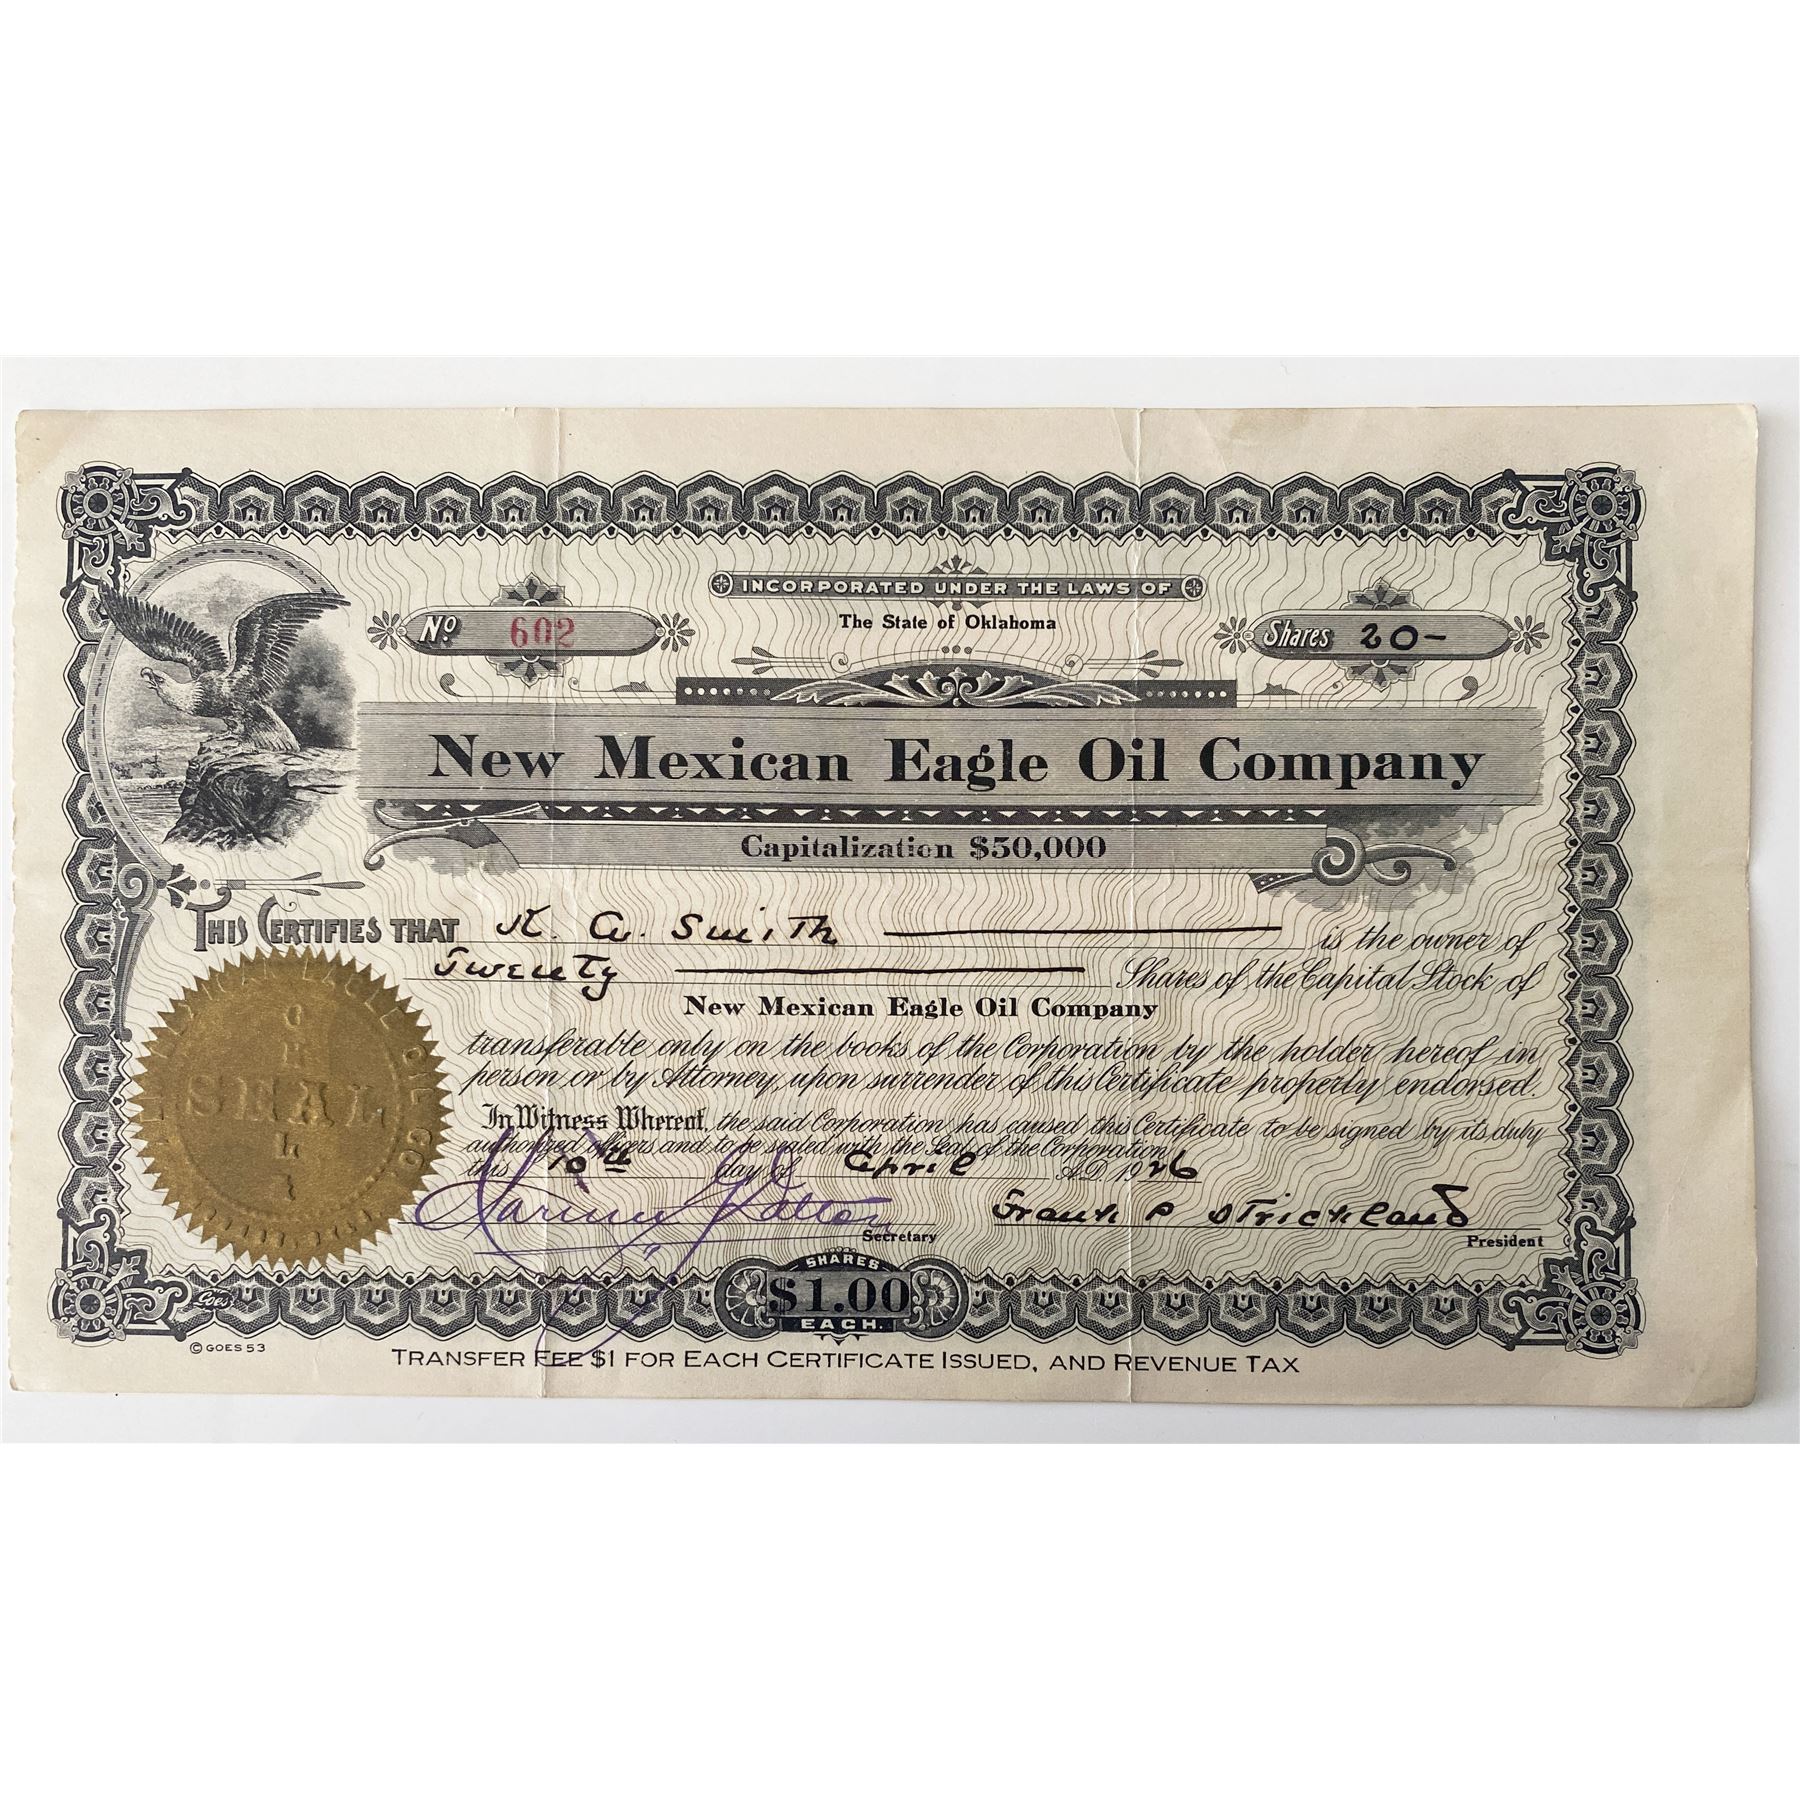 INCORPORATED UNDER THE LAWS OF
The State of Oklahoma
No 602
Shares 20-
New Mexican Eagle Oil Company
Capitalization $50,000
THIS CERTIFIES THAT K. W. Smith is the owner of
Twenty Shares of the Capital Stock of
New Mexican Eagle Oil Company
transferable only on the books of the Corporation by the holder hereof in
person or by Attorney, upon surrender of this Certificate properly endorsed.
In Witness Whereof, the said Corporation has caused this Certificate to be signed by its duly
authorized officers and to be sealed with the Seal of the Corporation
this 10th day of April A.D. 1926
Frank P Strickland
Secretary
President
SEAL
OIL CO.
SHARES
$1.00
EACH.
Goes
© GOES 53
TRANSFER FEE $1 FOR EACH CERTIFICATE ISSUED, AND REVENUE TAX